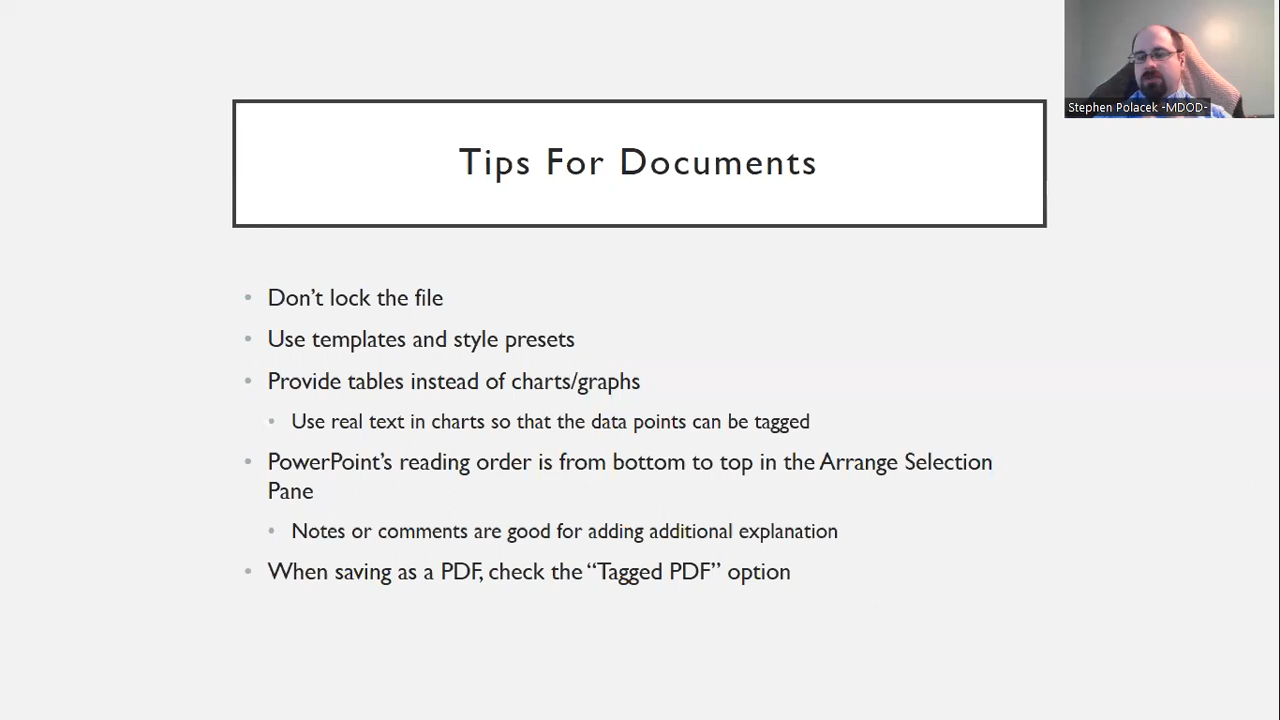 Tips For Documents
Stephen Polacek -MDOD-
• Don’t lock the file
• Use templates and style presets
• Provide tables instead of charts/graphs
• Use real text in charts so that the data points can be tagged
• PowerPoint’s reading order is from bottom to top in the Arrange Selection
Pane
• Notes or comments are good for adding additional explanation
• When saving as a PDF, check the “Tagged PDF” option